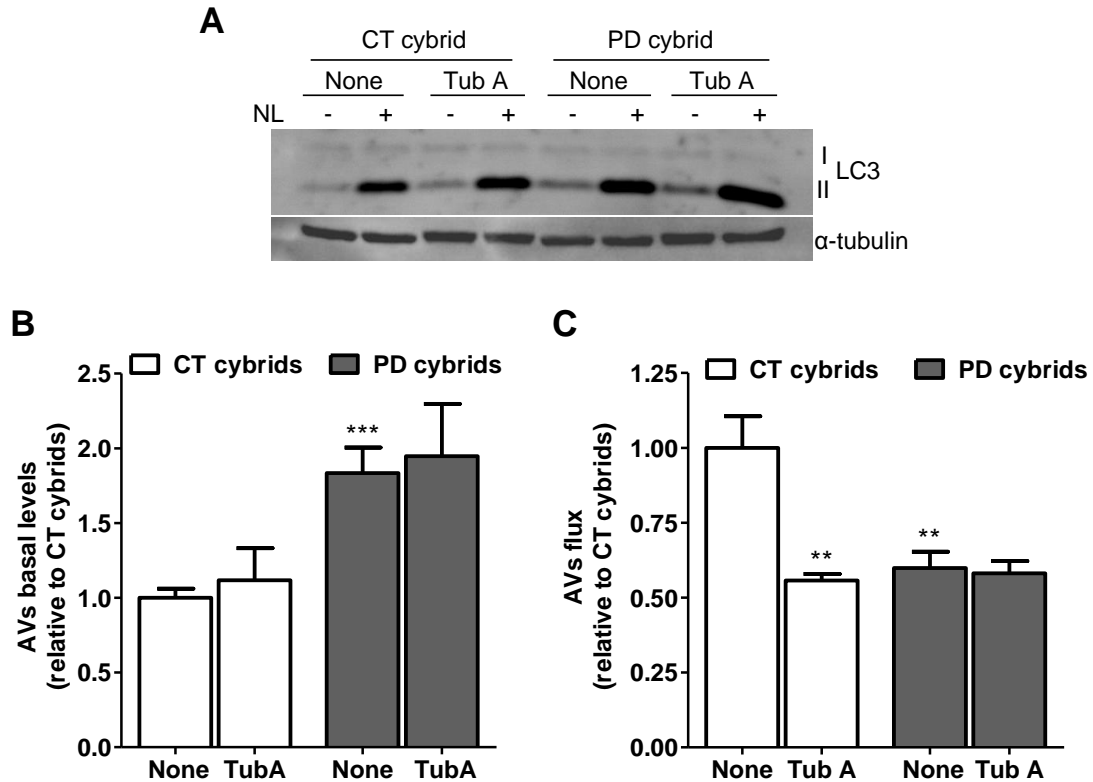 A
CT cybrid PD cybrid
None Tub A None Tub A
NL - + - + - + - +
I
LC3
II
α-tubulin
B
CT cybrids PD cybrids
AVs basal levels
(relative to CT cybrids)
2.5
2.0
1.5
1.0
0.5
0.0
***
None TubA None TubA
C
CT cybrids PD cybrids
AVs flux
(relative to CT cybrids)
1.25
1.00
0.75
0.50
0.25
0.00
** **
None Tub A None Tub A